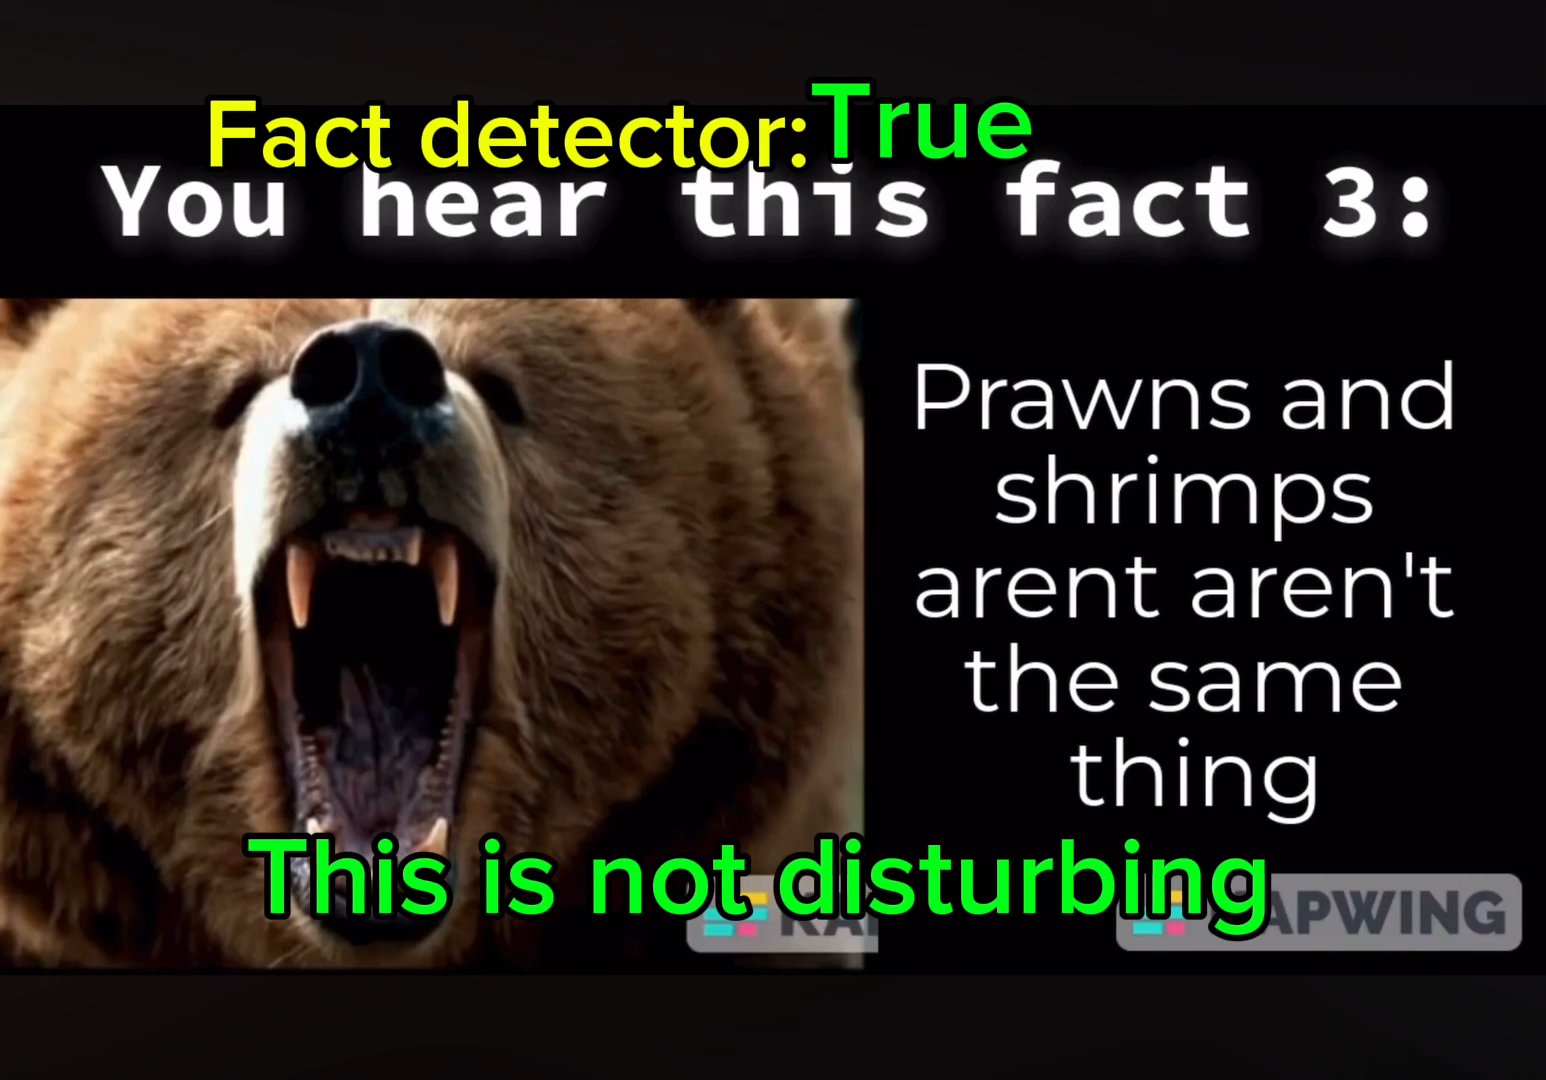 Fact detector:True
You hear this fact 3:
Prawns and
shrimps
arent aren't
the same
thing
This is not disturbing
KA
APWING